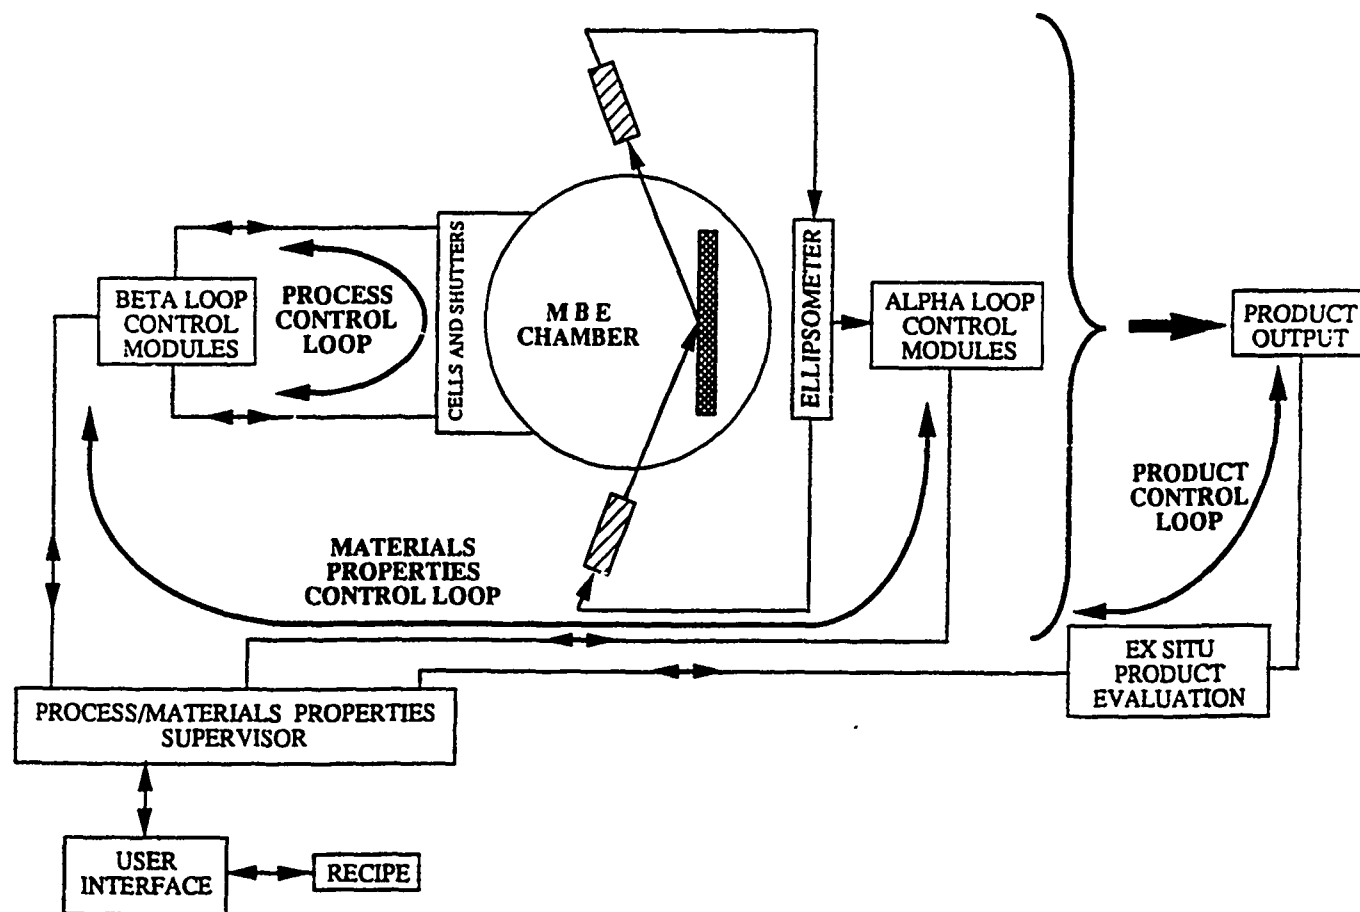 BETA LOOP
CONTROL
MODULES
PROCESS
CONTROL
LOOP
CELLS AND SHUTTERS
M B E
CHAMBER
ELLIPSOMETER
ALPHA LOOP
CONTROL
MODULES
PRODUCT
OUTPUT
PRODUCT
CONTROL
LOOP
MATERIALS
PROPERTIES
CONTROL LOOP
EX SITU
PRODUCT
EVALUATION
PROCESS/MATERIALS PROPERTIES
SUPERVISOR
USER
INTERFACE
RECIPE